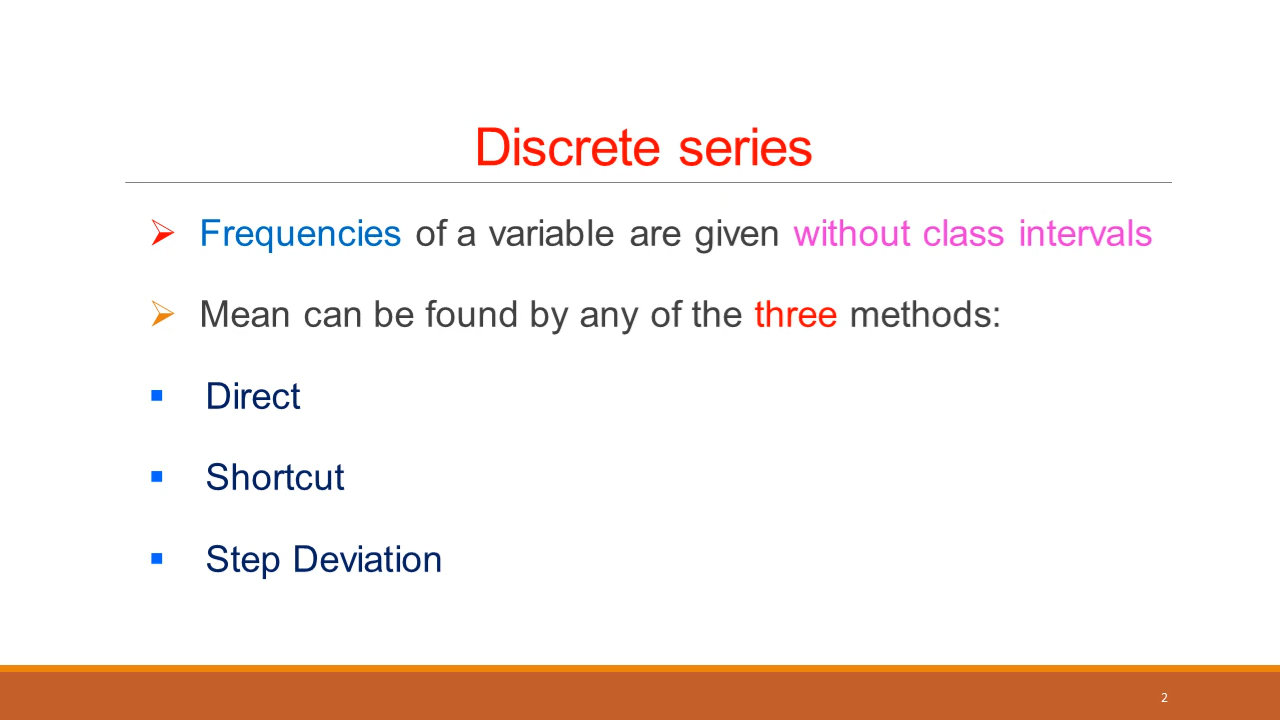 Discrete series
Frequencies of a variable are given without class intervals
Mean can be found by any of the three methods:
Direct
Shortcut
Step Deviation
2